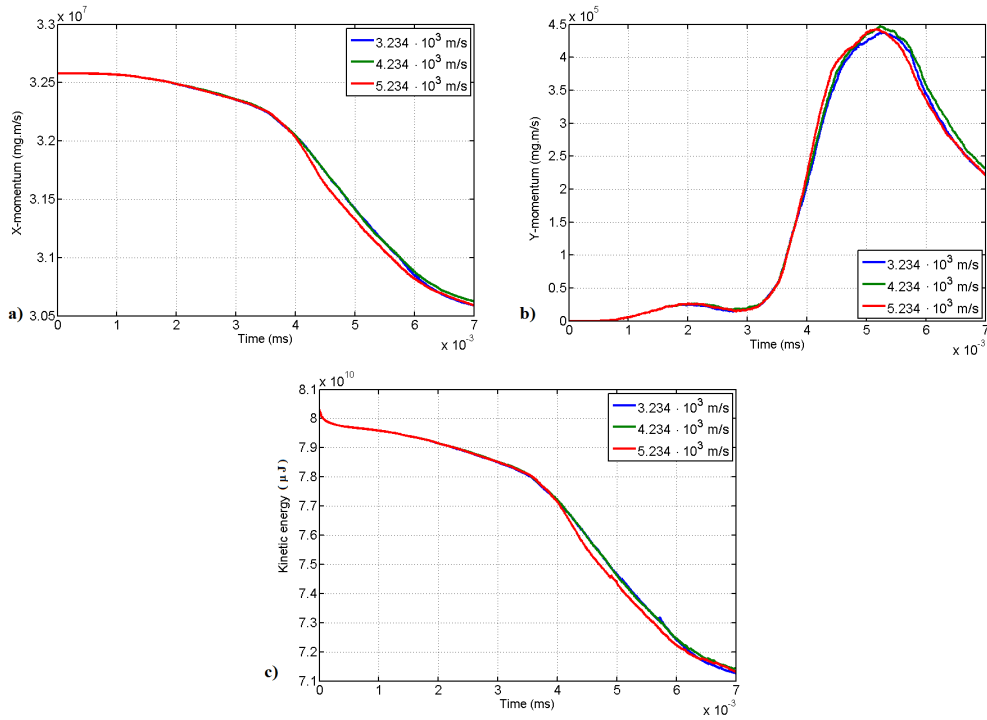 x 10^7
3.3
3.25
3.2
3.15
3.1
3.05
X-momentum (mg.m/s)
3.234 · 10^3 m/s
4.234 · 10^3 m/s
5.234 · 10^3 m/s
a)
0 1 2 3 4 5 6 7
Time (ms)
x 10^-3
x 10^5
4.5
4
3.5
3
2.5
2
1.5
1
0.5
0
Y-momentum (mg.m/s)
3.234 · 10^3 m/s
4.234 · 10^3 m/s
5.234 · 10^3 m/s
b)
0 1 2 3 4 5 6 7
Time (ms)
x 10^-3
x 10^10
8.1
8
7.9
7.8
7.7
7.6
7.5
7.4
7.3
7.2
7.1
Kinetic energy ( μJ )
3.234 · 10^3 m/s
4.234 · 10^3 m/s
5.234 · 10^3 m/s
c)
0 1 2 3 4 5 6 7
Time (ms)
x 10^-3